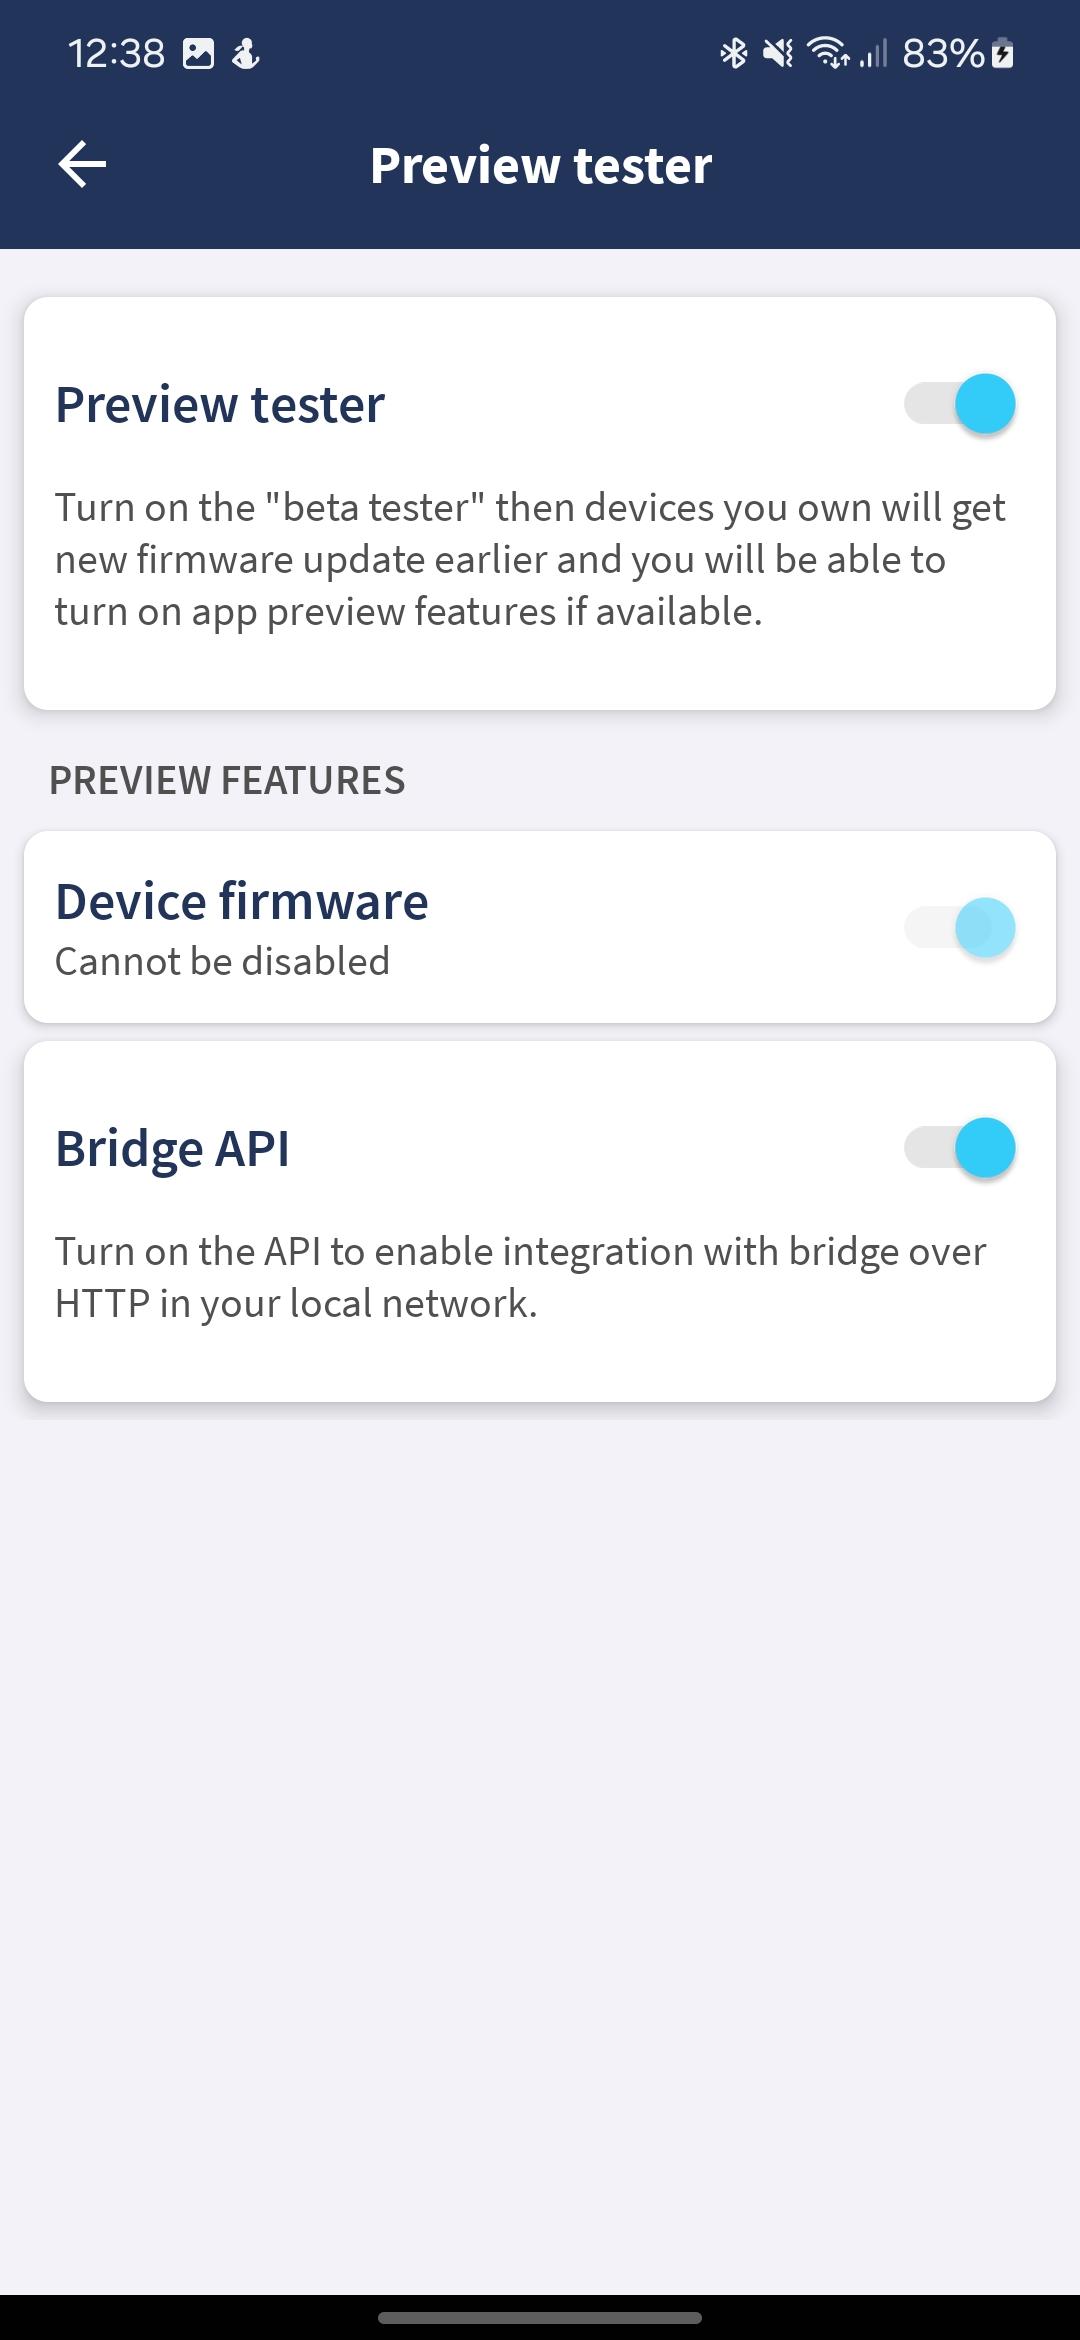 12:38
83%
Preview tester
Preview tester
Turn on the "beta tester" then devices you own will get
new firmware update earlier and you will be able to
turn on app preview features if available.
PREVIEW FEATURES
Device firmware
Cannot be disabled
Bridge API
Turn on the API to enable integration with bridge over
HTTP in your local network.